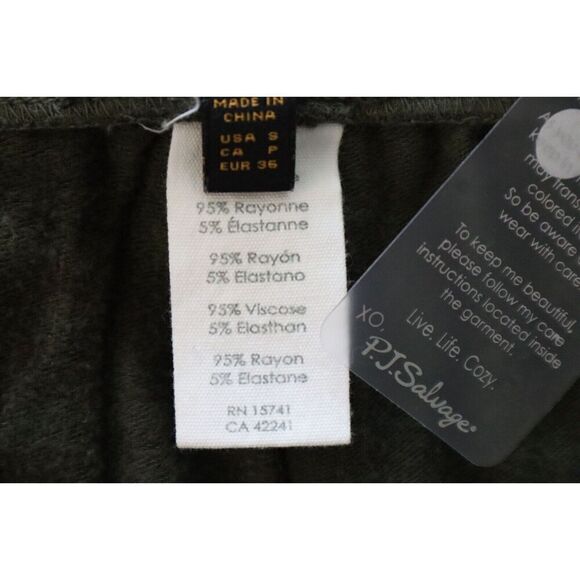 MADE IN
CHINA
USA S
CA P
EUR 36
95% Rayonne
5% Élastanne
95% Rayón
5% Elastano
95% Viscose
5% Elasthan
95% Rayon
5% Elastane
RN 15741
CA 42241
may
colored
So be aware
wear with
To keep me beautiful,
please follow my care
instructions located inside
the garment.
XO,
Live. Life. Cozy.
P.J.Salvage